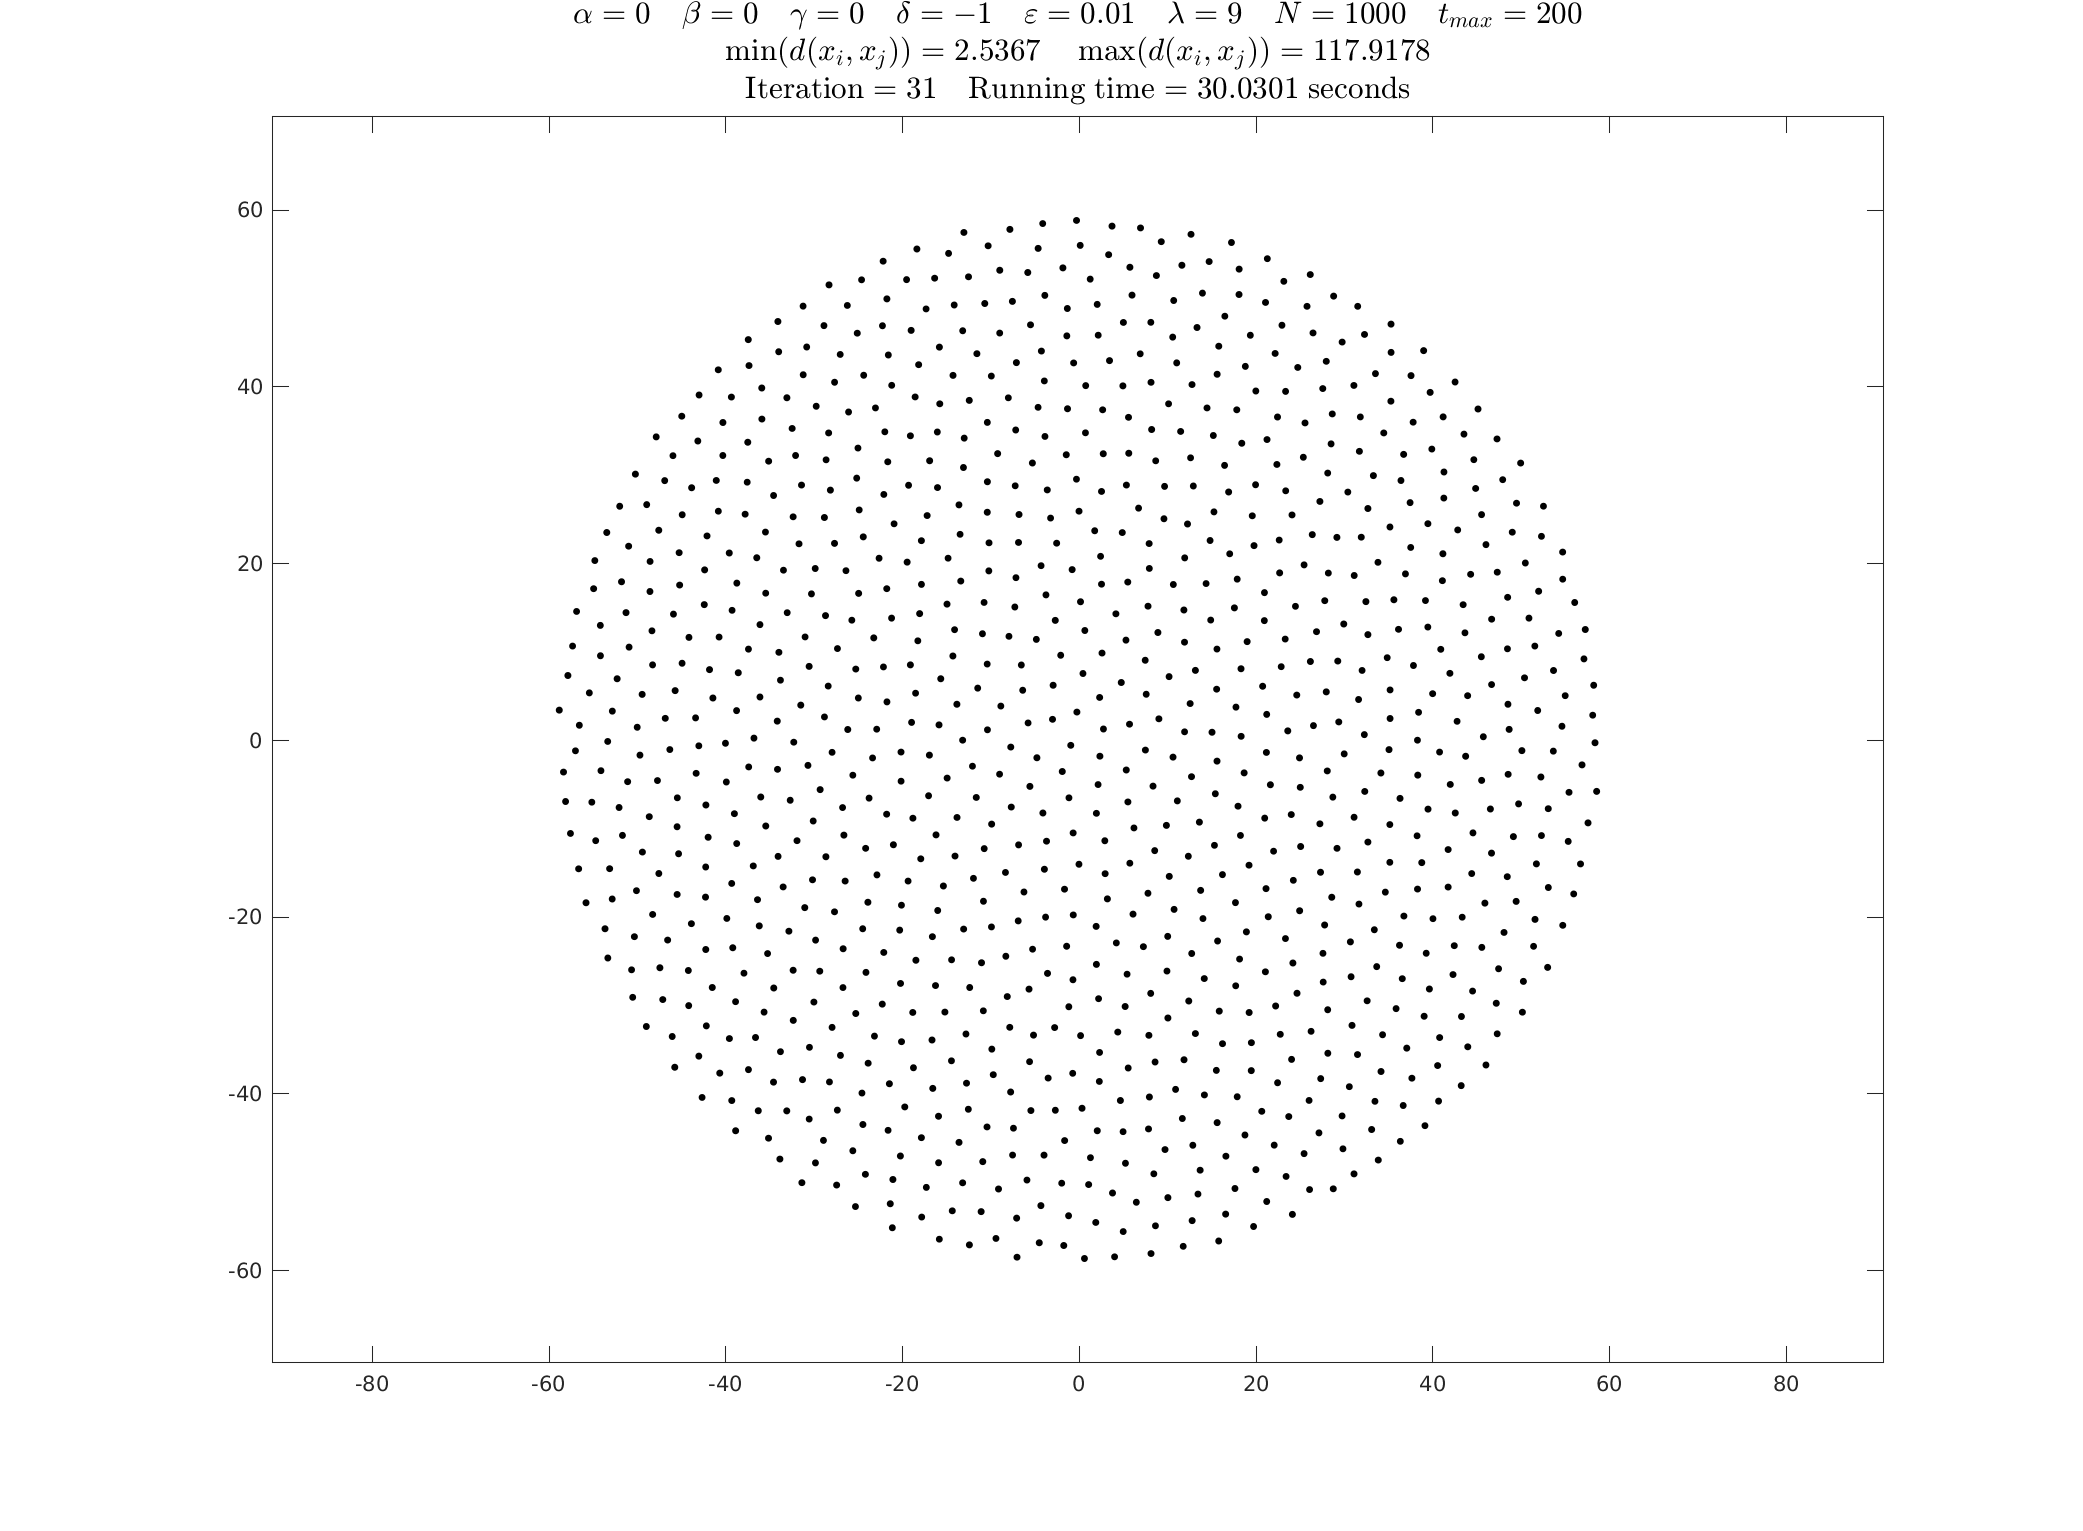 α = 0 β = 0 γ = 0 δ = −1 ε = 0.01 λ = 9 N = 1000 t_{max} = 200
min(d(x_i, x_j)) = 2.5367 max(d(x_i, x_j)) = 117.9178
Iteration = 31 Running time = 30.0301 seconds
60
40
20
0
-20
-40
-60
-80 -60 -40 -20 0 20 40 60 80